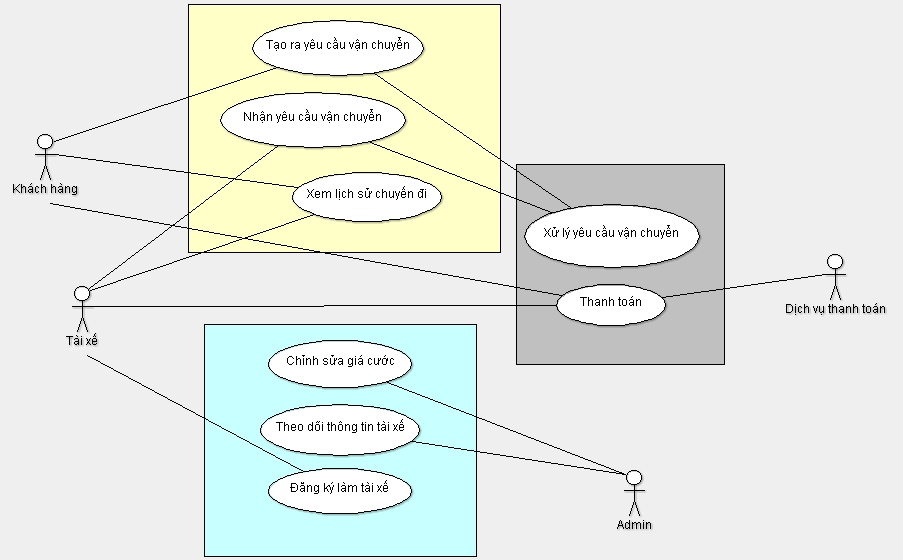 Tạo ra yêu cầu vận chuyển
Nhận yêu cầu vận chuyển
Xem lịch sử chuyến đi
Khách hàng
Xử lý yêu cầu vận chuyển
Thanh toán
Dịch vụ thanh toán
Tài xế
Chỉnh sửa giá cước
Theo dõi thông tin tài xế
Đăng ký làm tài xế
Admin